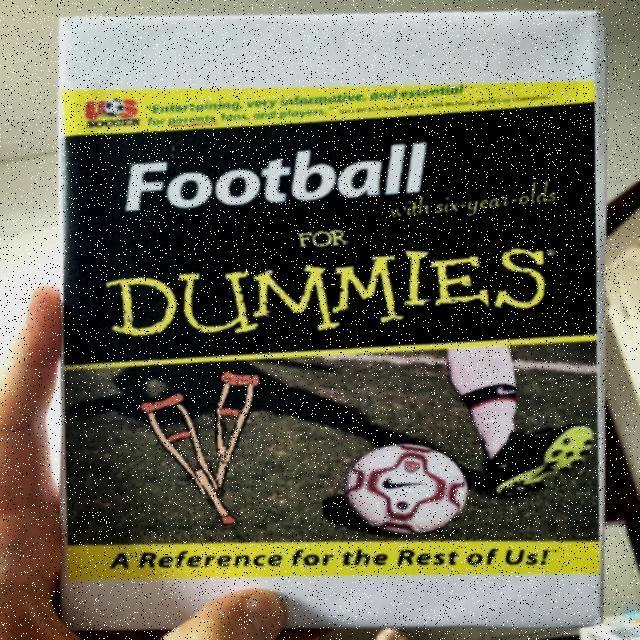 "Entertaining, very informative, and essential
for parents, fans, and players.
SOCCER
Football
with six-year-olds
FOR
DUMMIES
A Reference for the Rest of Us!